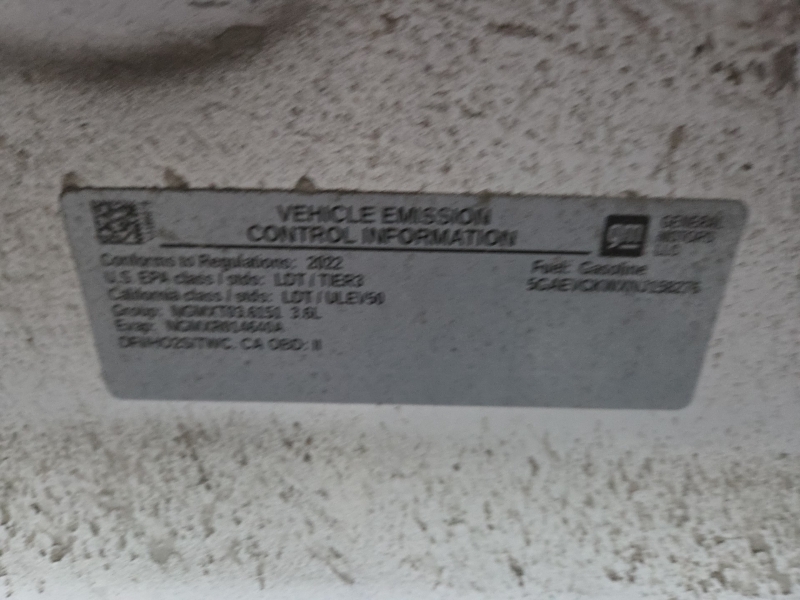 VEHICLE EMISSION
CONTROL INFORMATION
gm
GENERAL
MOTORS
LLC
Conforms to Regulations: 2022
U.S. EPA class / stds: LDT / TIER3
California class / stds: LDT / ULEV50
Group: NGMXT03.6151 3.6L
Evap:
DFI/HO2S/TWC, CA OBD: II
Fuel: Gasoline